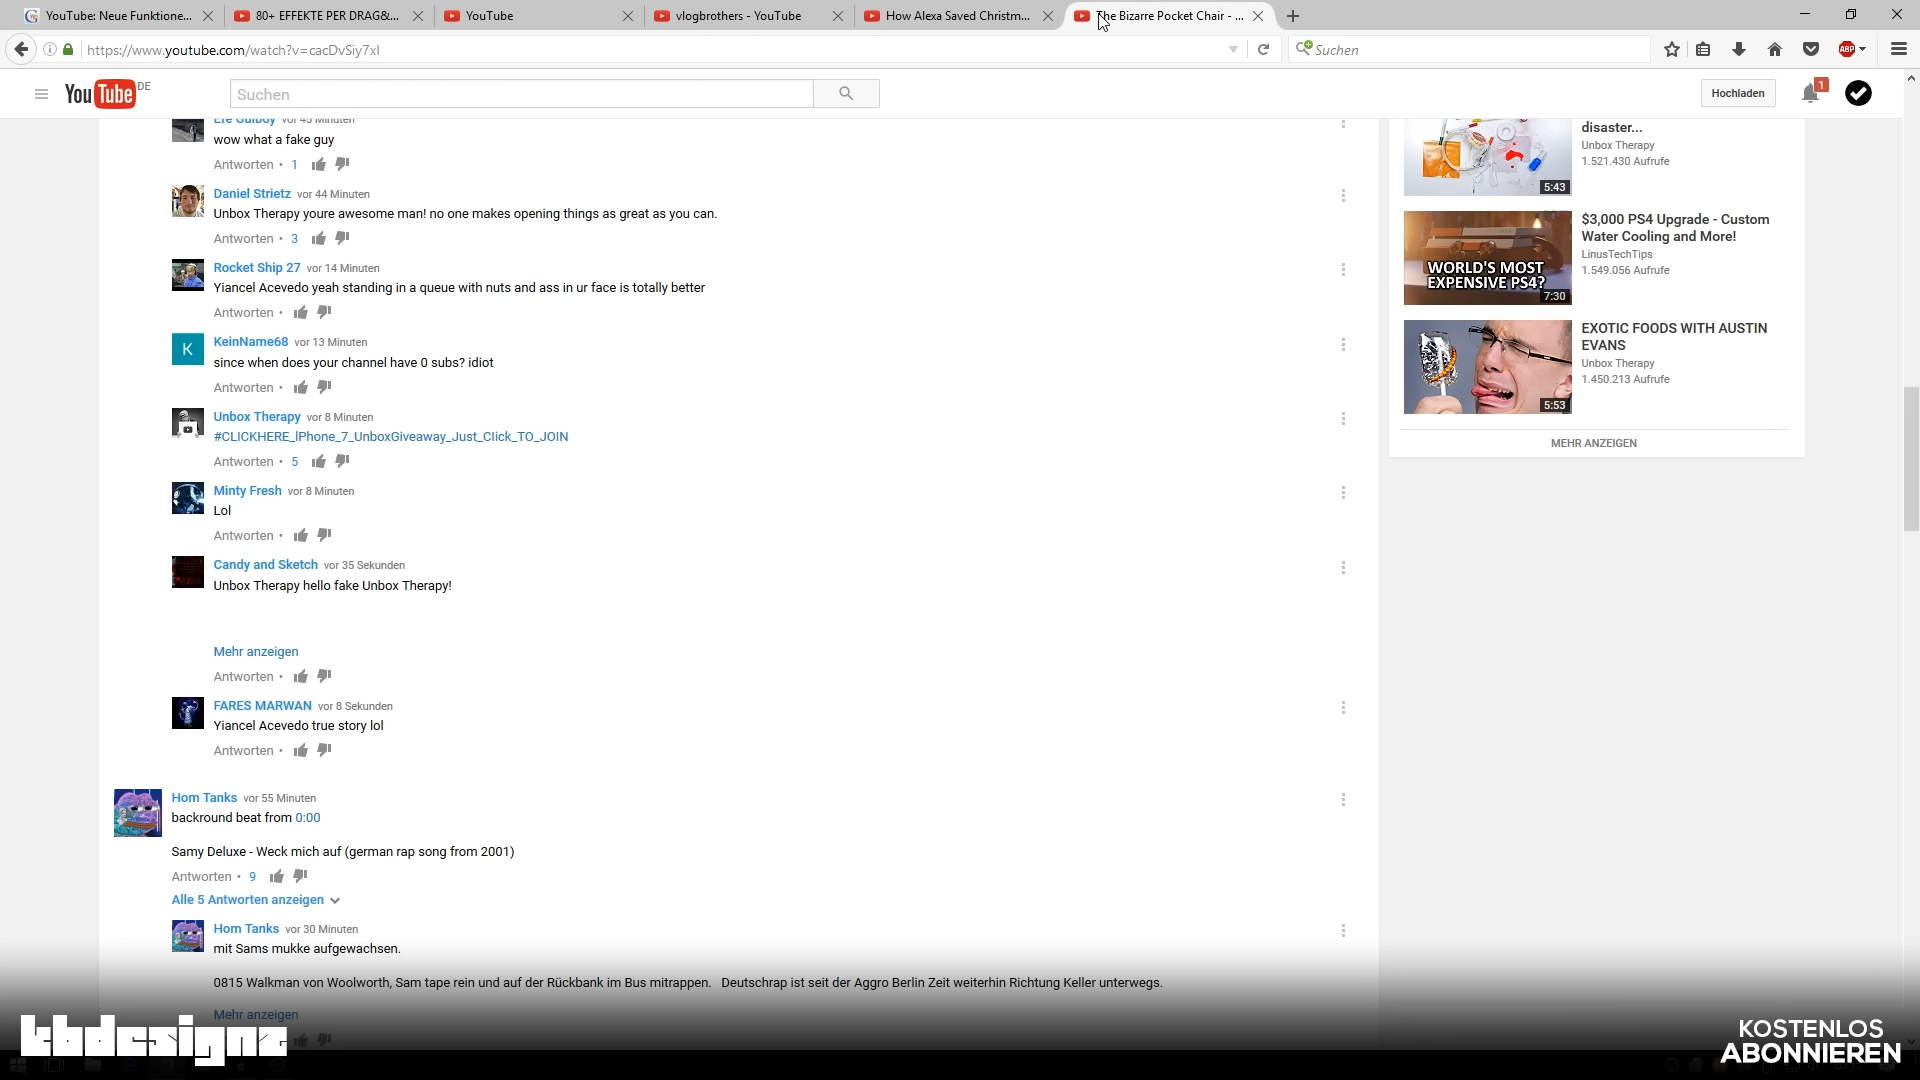 YouTube: Neue Funktione...
80+ EFFEKTE PER DRAG&...
YouTube
vlogbrothers - YouTube
How Alexa Saved Christm...
The Bizarre Pocket Chair - ...
https://www.youtube.com/watch?v=cacDvSiy7xI
Suchen
ABP
YouTube DE
Suchen
Hochladen
1
Efe Gulboy vor 45 Minuten
wow what a fake guy
Antworten • 1
Daniel Strietz vor 44 Minuten
Unbox Therapy youre awesome man! no one makes opening things as great as you can.
Antworten • 3
Rocket Ship 27 vor 14 Minuten
Yiancel Acevedo yeah standing in a queue with nuts and ass in ur face is totally better
Antworten •
K
KeinName68 vor 13 Minuten
since when does your channel have 0 subs? idiot
Antworten •
Unbox Therapy vor 8 Minuten
#CLICKHERE_lPhone_7_UnboxGiveaway_Just_CIick_TO_JOIN
Antworten • 5
Minty Fresh vor 8 Minuten
Lol
Antworten •
Candy and Sketch vor 35 Sekunden
Unbox Therapy hello fake Unbox Therapy!
Mehr anzeigen
Antworten •
FARES MARWAN vor 8 Sekunden
Yiancel Acevedo true story lol
Antworten •
Hom Tanks vor 55 Minuten
backround beat from 0:00
Samy Deluxe - Weck mich auf (german rap song from 2001)
Antworten • 9
Alle 5 Antworten anzeigen
Hom Tanks vor 30 Minuten
mit Sams mukke aufgewachsen.
0815 Walkman von Woolworth, Sam tape rein und auf der Rückbank im Bus mitrappen. Deutschrap ist seit der Aggro Berlin Zeit weiterhin Richtung Keller unterwegs.
Mehr anzeigen
disaster...
Unbox Therapy
1.521.430 Aufrufe
5:43
$3,000 PS4 Upgrade - Custom
Water Cooling and More!
LinusTechTips
1.549.056 Aufrufe
WORLD'S MOST
EXPENSIVE PS4?
7:30
EXOTIC FOODS WITH AUSTIN
EVANS
Unbox Therapy
1.450.213 Aufrufe
5:53
MEHR ANZEIGEN
kbdesignz
KOSTENLOS
ABONNIEREN